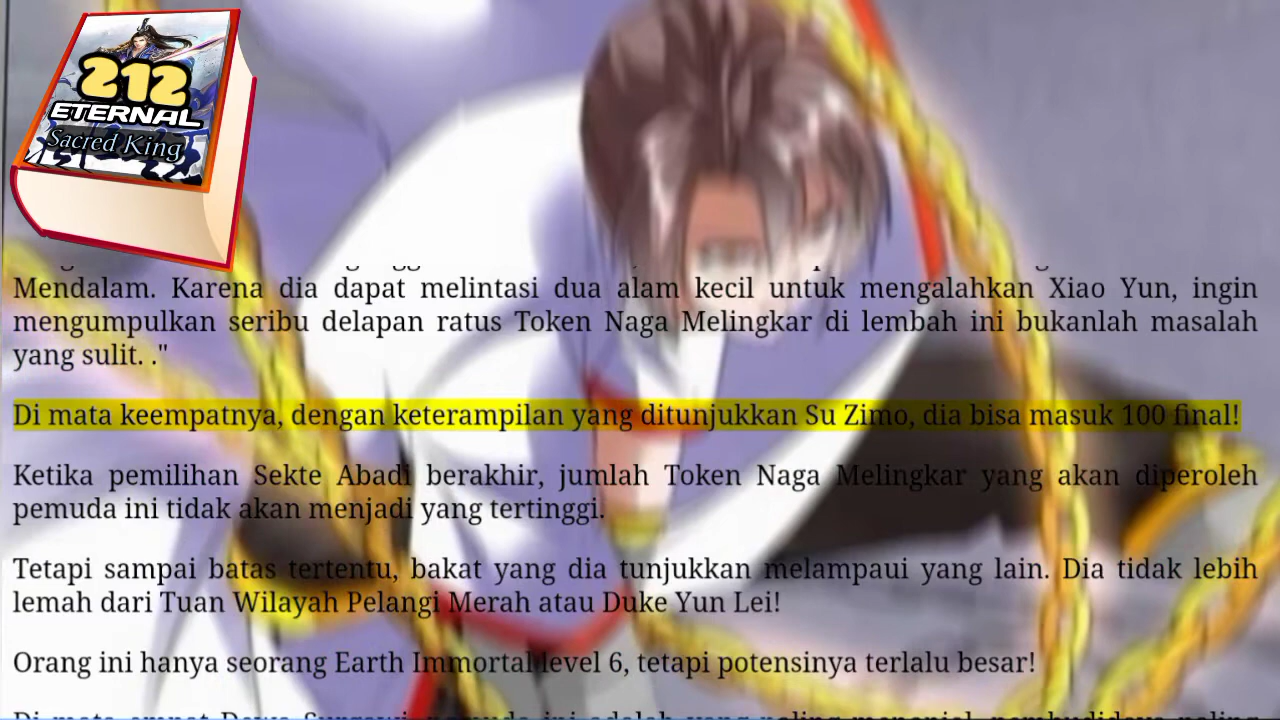 212
ETERNAL
Sacred King
Mendalam. Karena dia dapat melintasi dua alam kecil untuk mengalahkan Xiao Yun, ingin
mengumpulkan seribu delapan ratus Token Naga Melingkar di lembah ini bukanlah masalah
yang sulit. ."
Di mata keempatnya, dengan keterampilan yang ditunjukkan Su Zimo, dia bisa masuk 100 final!
Ketika pemilihan Sekte Abadi berakhir, jumlah Token Naga Melingkar yang akan diperoleh
pemuda ini tidak akan menjadi yang tertinggi.
Tetapi sampai batas tertentu, bakat yang dia tunjukkan melampaui yang lain. Dia tidak lebih
lemah dari Tuan Wilayah Pelangi Merah atau Duke Yun Lei!
Orang ini hanya seorang Earth Immortal level 6, tetapi potensinya terlalu besar!